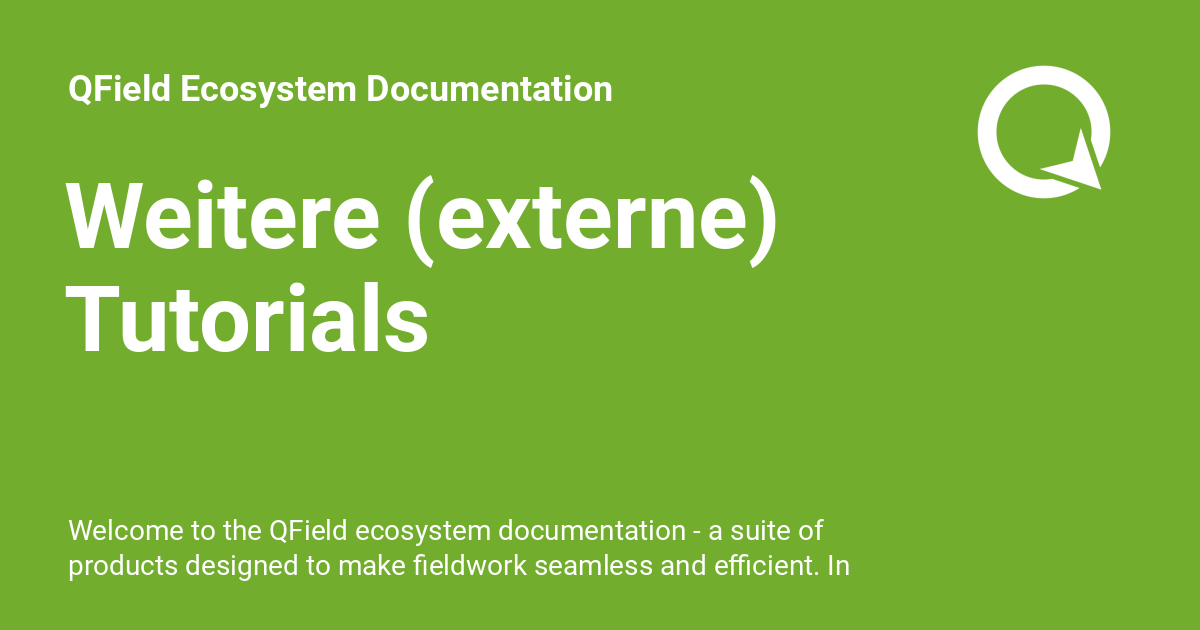 QField Ecosystem Documentation
Weitere (externe)
Tutorials
Welcome to the QField ecosystem documentation - a suite of
products designed to make fieldwork seamless and efficient. In